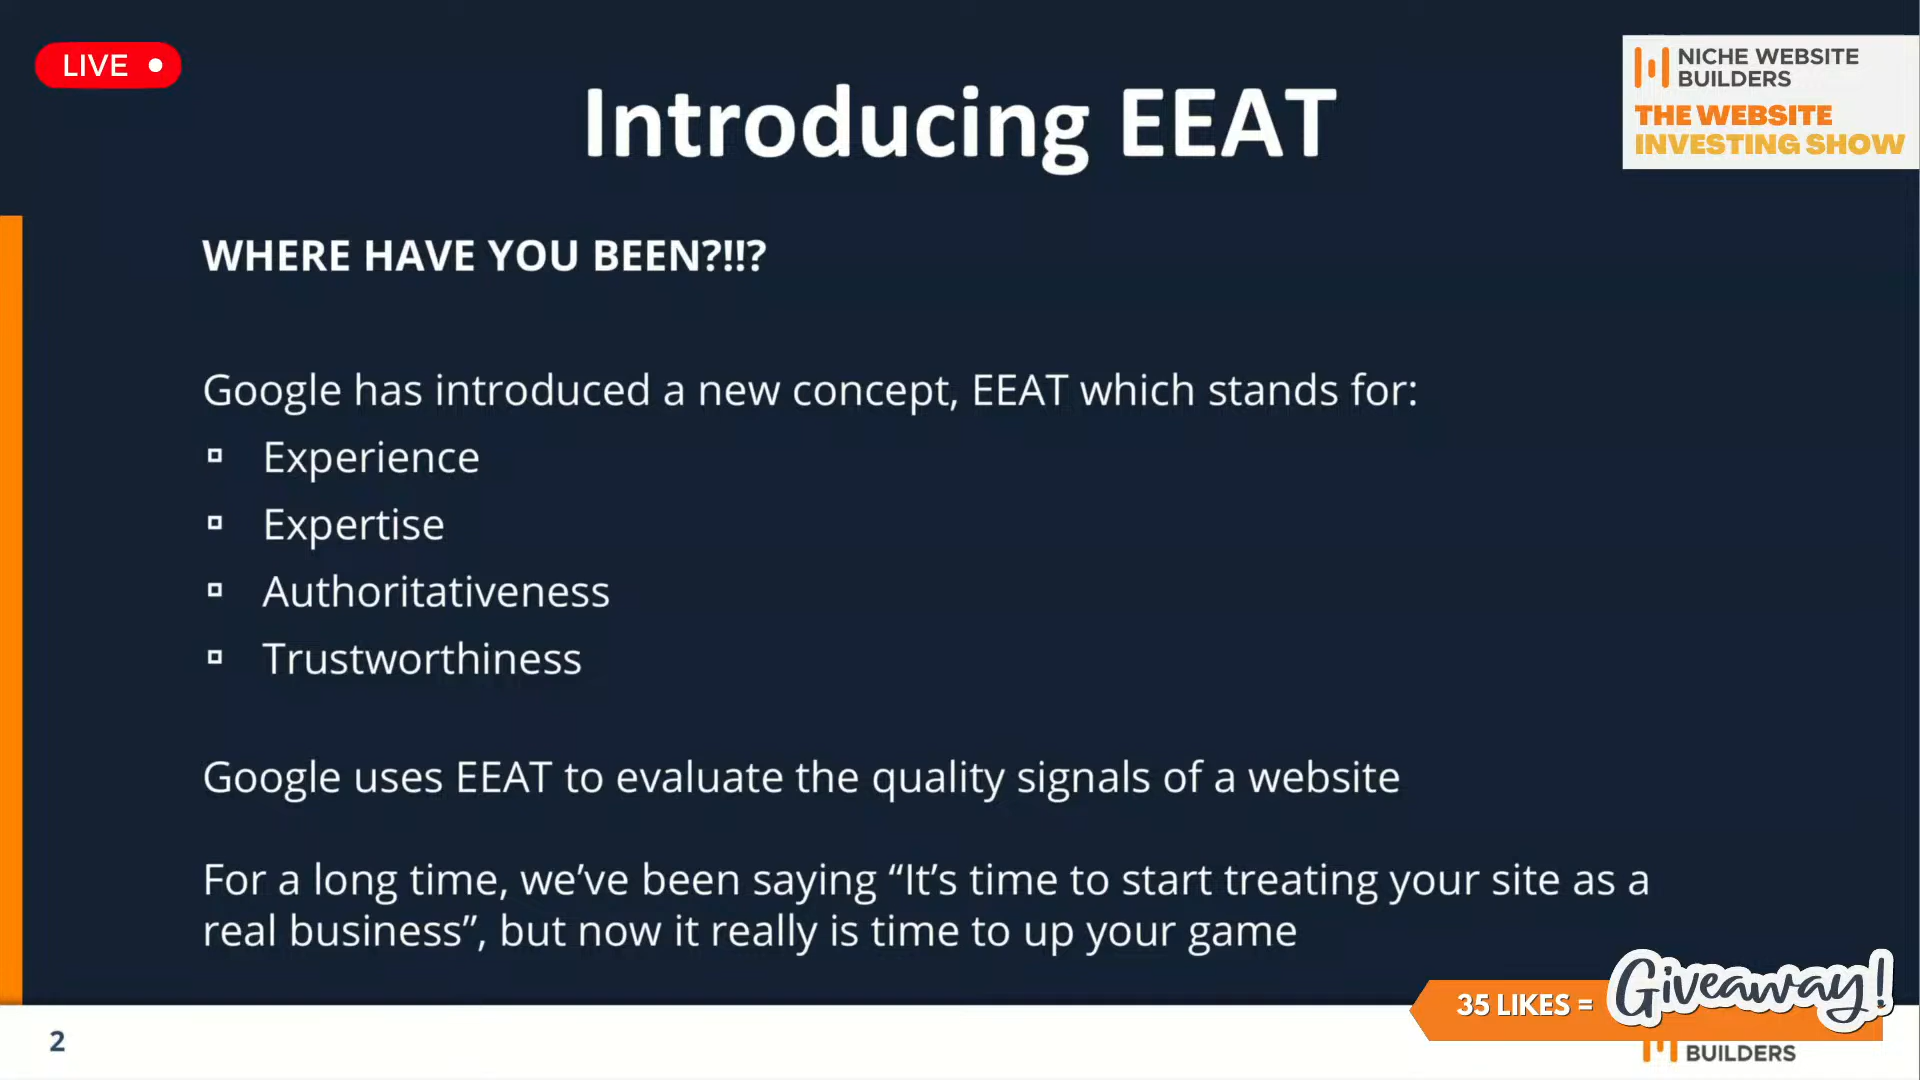 LIVE
NICHE WEBSITE
BUILDERS
THE WEBSITE
INVESTING SHOW
Introducing EEAT
WHERE HAVE YOU BEEN?!!?
Google has introduced a new concept, EEAT which stands for:
Experience
Expertise
Authoritativeness
Trustworthiness
Google uses EEAT to evaluate the quality signals of a website
For a long time, we’ve been saying “It’s time to start treating your site as a
real business”, but now it really is time to up your game
35 LIKES = Giveaway!
2
BUILDERS